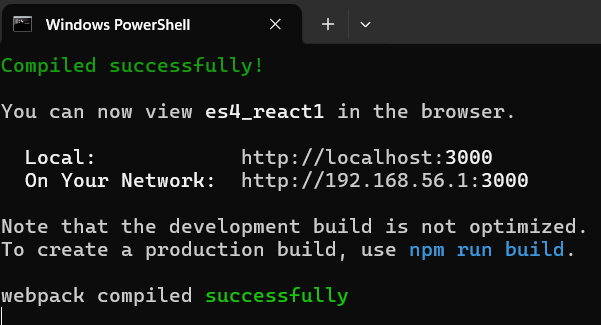 Windows PowerShell
Compiled successfully!
You can now view es4_react1 in the browser.
Local: http://localhost:3000
On Your Network: http://192.168.56.1:3000
Note that the development build is not optimized.
To create a production build, use npm run build.
webpack compiled successfully